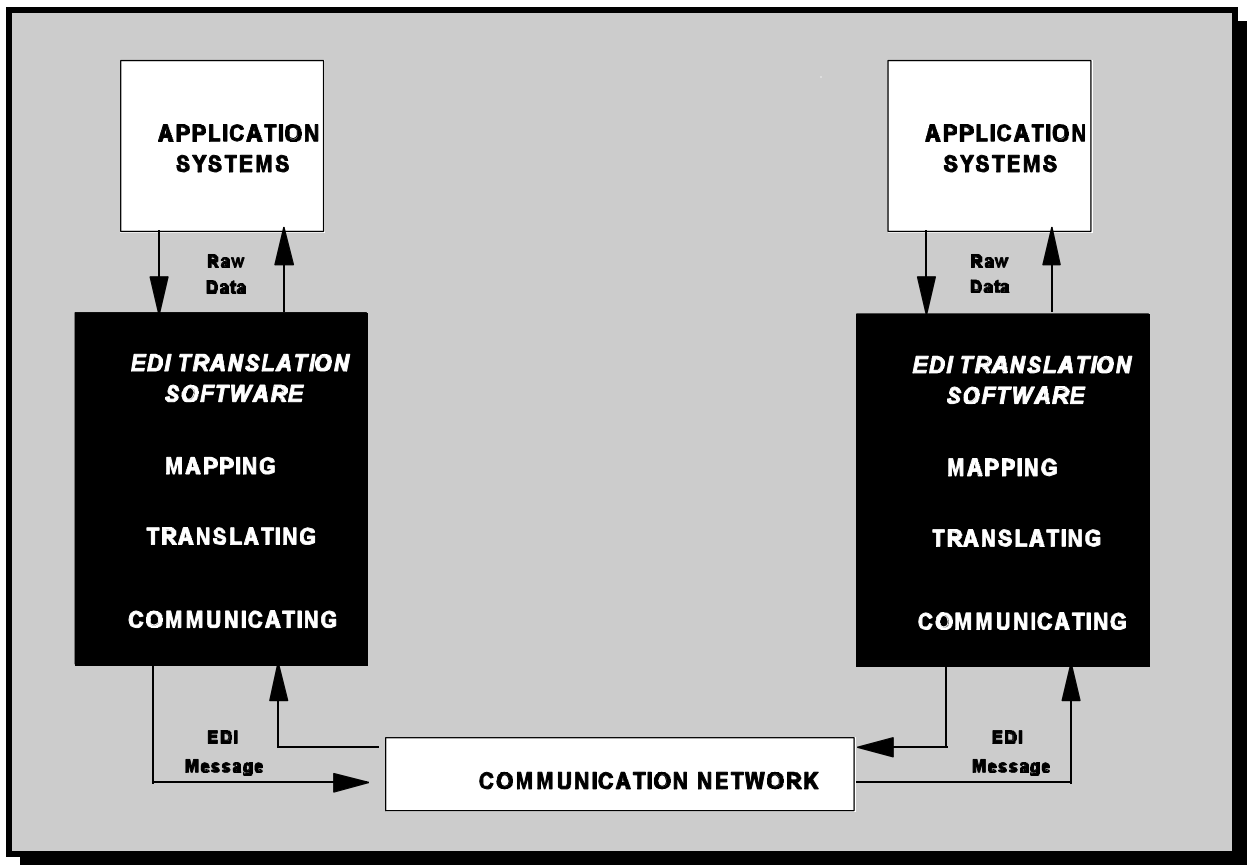 APPLICATION
SYSTEMS
Raw
Data
EDI TRANSLATION
SOFTWARE
MAPPING
TRANSLATING
COMMUNICATING
EDI
Message
APPLICATION
SYSTEMS
Raw
Data
EDI TRANSLATION
SOFTWARE
MAPPING
TRANSLATING
COMMUNICATING
EDI
Message
COMMUNICATION NETWORK